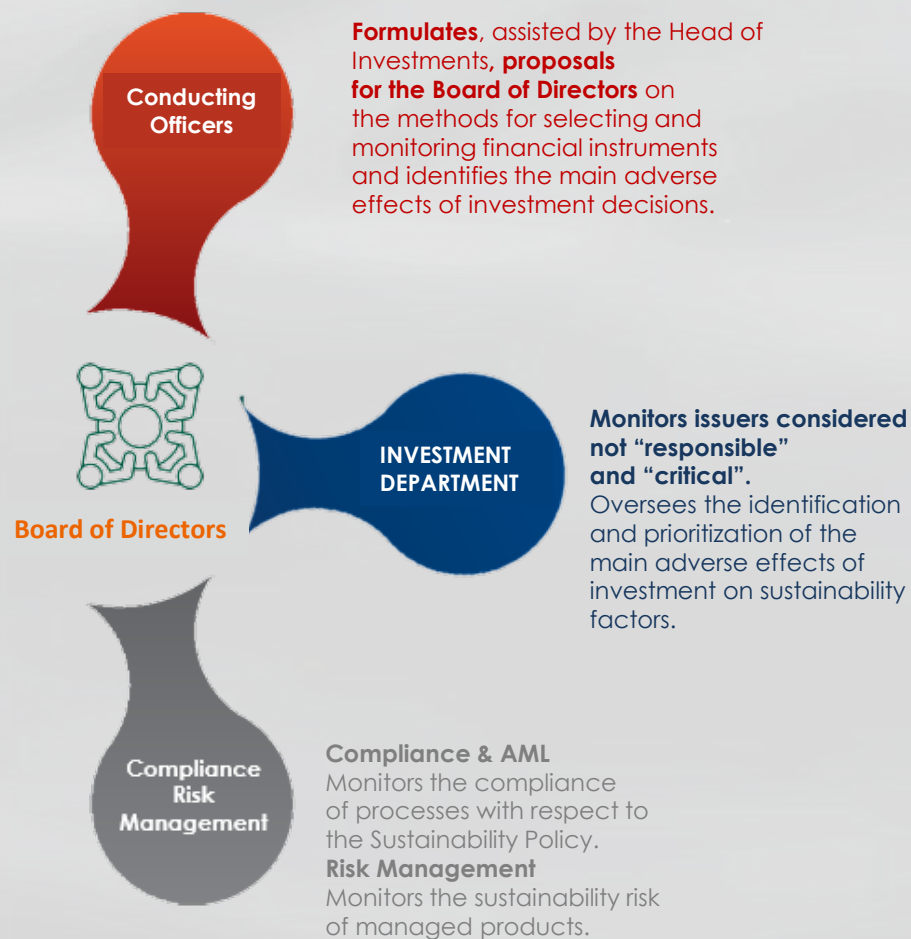 Conducting
Officers
Formulates, assisted by the Head of
Investments, proposals
for the Board of Directors on
the methods for selecting and
monitoring financial instruments
and identifies the main adverse
effects of investment decisions.
Board of Directors
INVESTMENT
DEPARTMENT
Monitors issuers considered
not “responsible”
and “critical”.
Oversees the identification
and prioritization of the
main adverse effects of
investment on sustainability
factors.
Compliance
Risk
Management
Compliance & AML
Monitors the compliance
of processes with respect to
the Sustainability Policy.
Risk Management
Monitors the sustainability risk
of managed products.